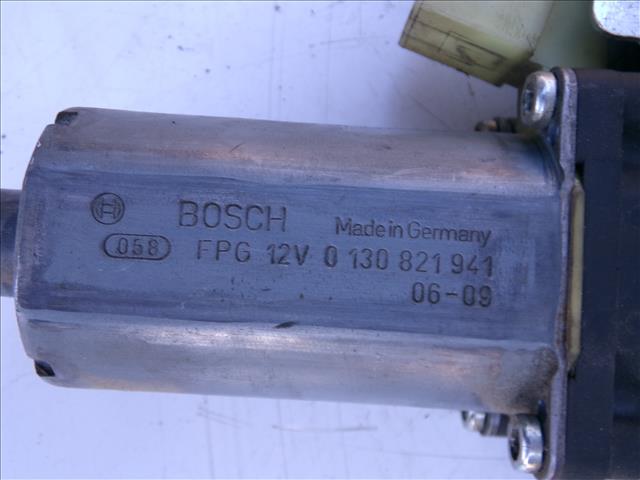 BOSCH Made in Germany
058 FPG 12V 0 130 821 941
06-09